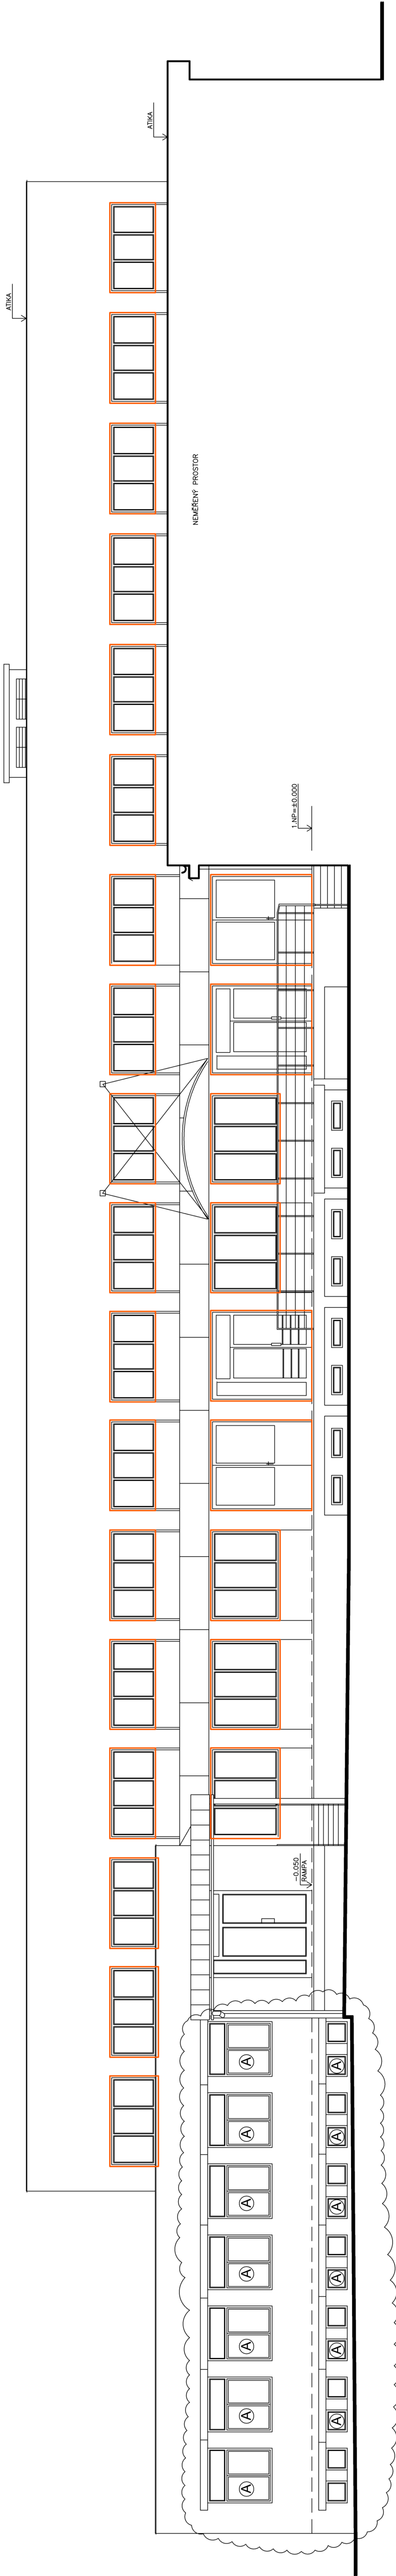 ATIKA
ATIKA
NEMĚŘENÝ PROSTOR
A A A A A A A
1.NP=±0.000
-0.050
RAMPA
A A A A A A